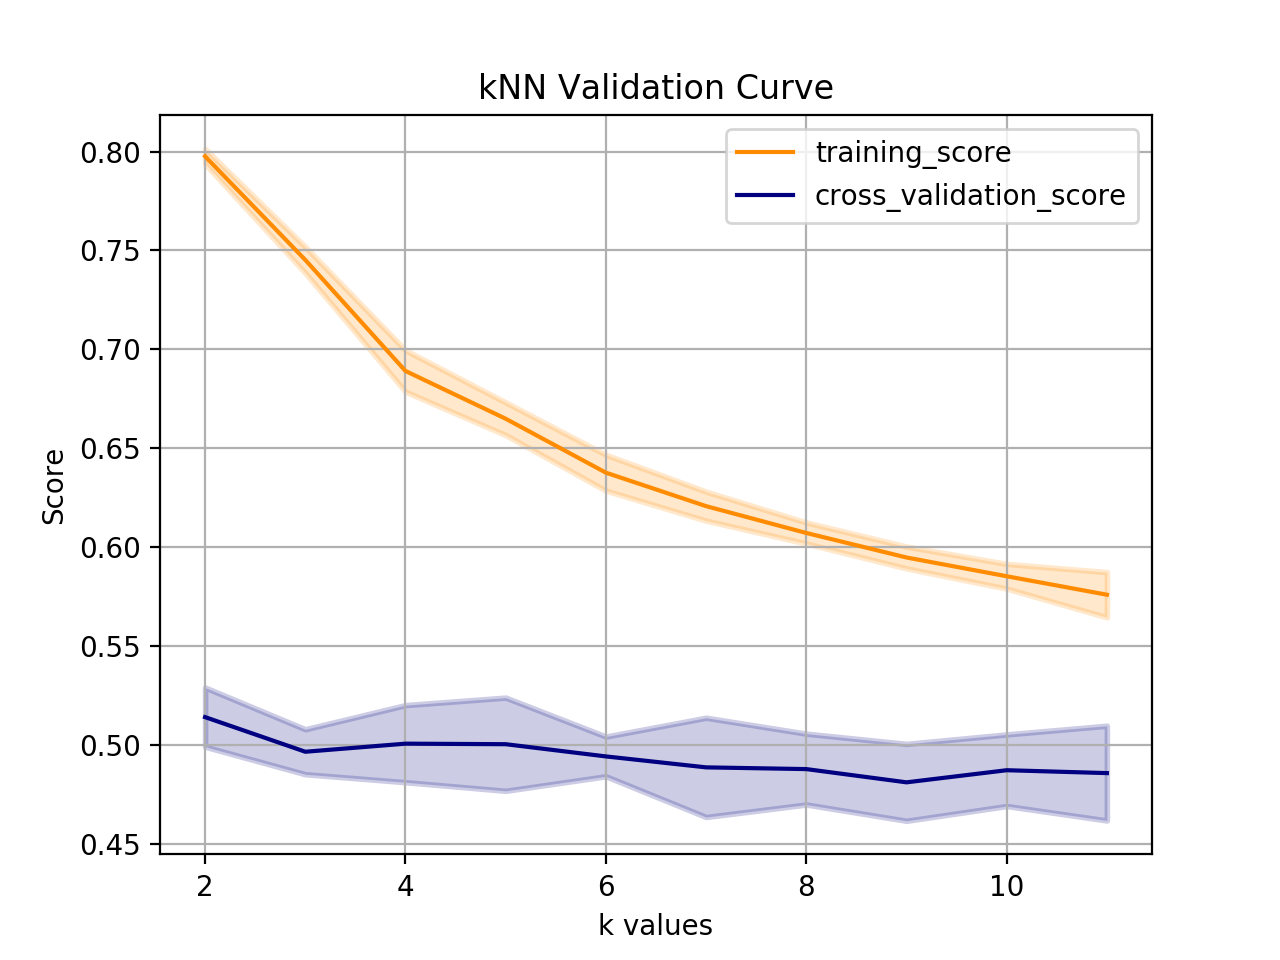 kNN Validation Curve
training_score
cross_validation_score
0.80
0.75
0.70
0.65
0.60
0.55
0.50
0.45
Score
2 4 6 8 10
k values